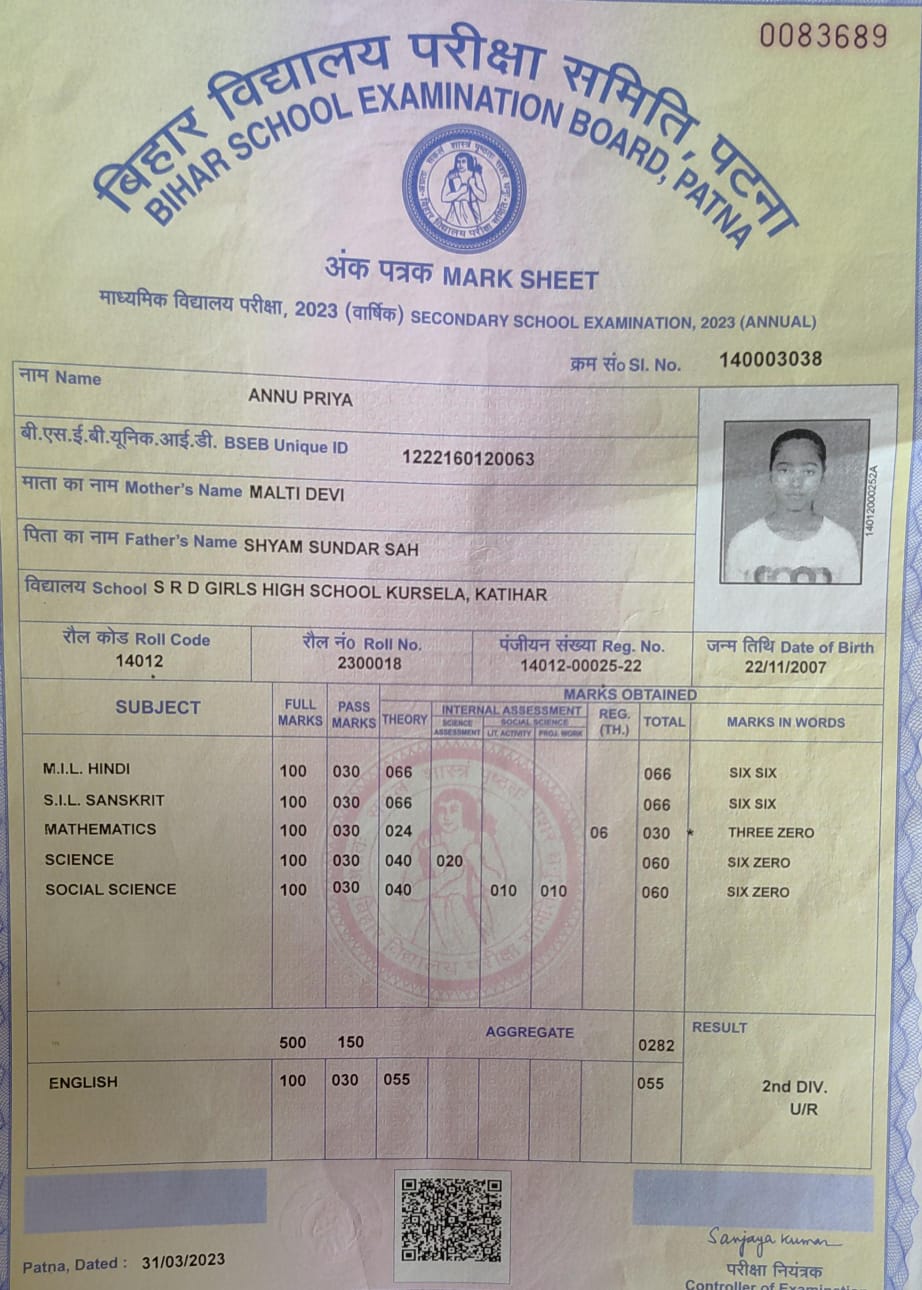 0083689
बिहार विद्यालय परीक्षा समिति, पटना
BIHAR SCHOOL EXAMINATION BOARD, PATNA
अंक पत्रक MARK SHEET
माध्यमिक विद्यालय परीक्षा, 2023 (वार्षिक) SECONDARY SCHOOL EXAMINATION, 2023 (ANNUAL)
क्रम सं० Sl. No. 140003038
नाम Name ANNU PRIYA
बी.एस.ई.बी.यूनिक.आई.डी. BSEB Unique ID 1222160120063
माता का नाम Mother's Name MALTI DEVI
पिता का नाम Father's Name SHYAM SUNDAR SAH
विद्यालय School S R D GIRLS HIGH SCHOOL KURSELA, KATIHAR
14012000252A
रौल कोड Roll Code रौल नं० Roll No. पंजीयन संख्या Reg. No. जन्म तिथि Date of Birth
14012 2300018 14012-00025-22 22/11/2007
SUBJECT FULL MARKS PASS MARKS MARKS OBTAINED
THEORY INTERNAL ASSESSMENT REG. (TH.) TOTAL MARKS IN WORDS
SCIENCE ASSESSMENT SOCIAL SCIENCE LIT. ACTIVITY PROJ. WORK
M.I.L. HINDI 100 030 066 066 SIX SIX
S.I.L. SANSKRIT 100 030 066 066 SIX SIX
MATHEMATICS 100 030 024 06 030 * THREE ZERO
SCIENCE 100 030 040 020 060 SIX ZERO
SOCIAL SCIENCE 100 030 040 010 010 060 SIX ZERO
500 150 AGGREGATE 0282 RESULT
ENGLISH 100 030 055 055 2nd DIV.
U/R
Patna, Dated : 31/03/2023
Sanjaya Kumar
परीक्षा नियंत्रक
Controller of